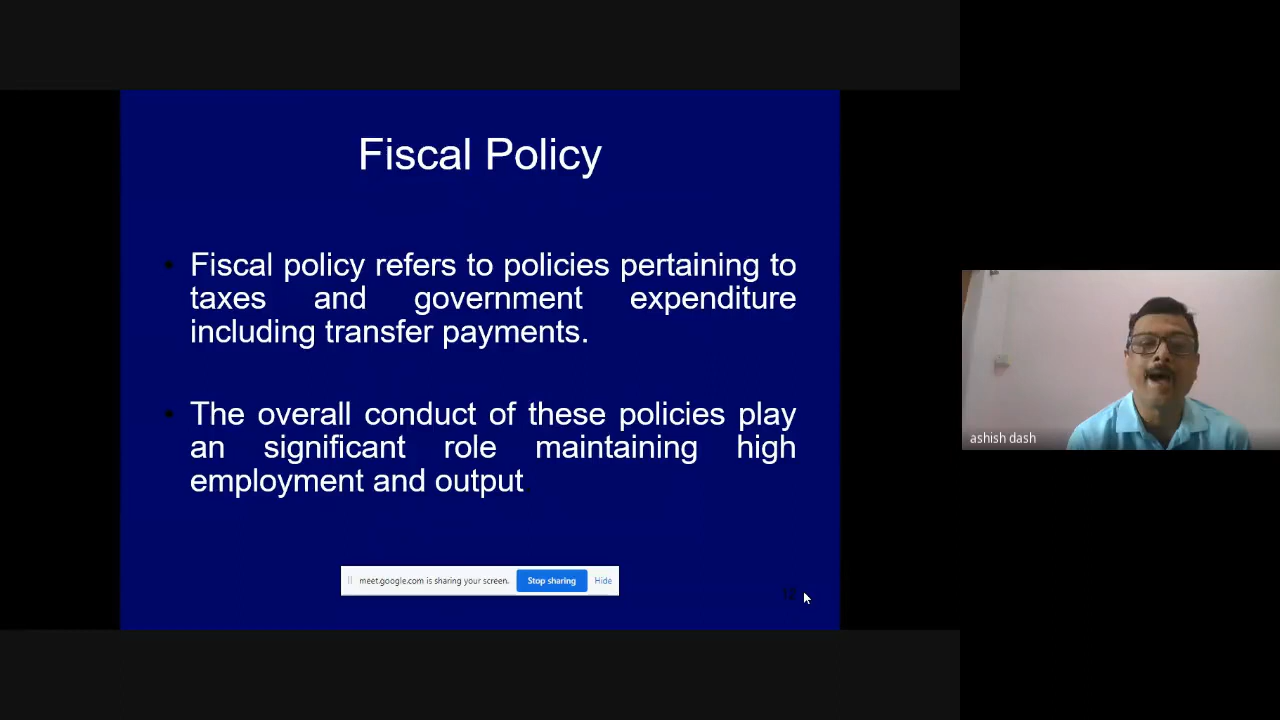 Fiscal Policy
• Fiscal policy refers to policies pertaining to
taxes and government expenditure
including transfer payments.
• The overall conduct of these policies play
an significant role maintaining high
employment and output
meet.google.com is sharing your screen. Stop sharing Hide
12
ashish dash